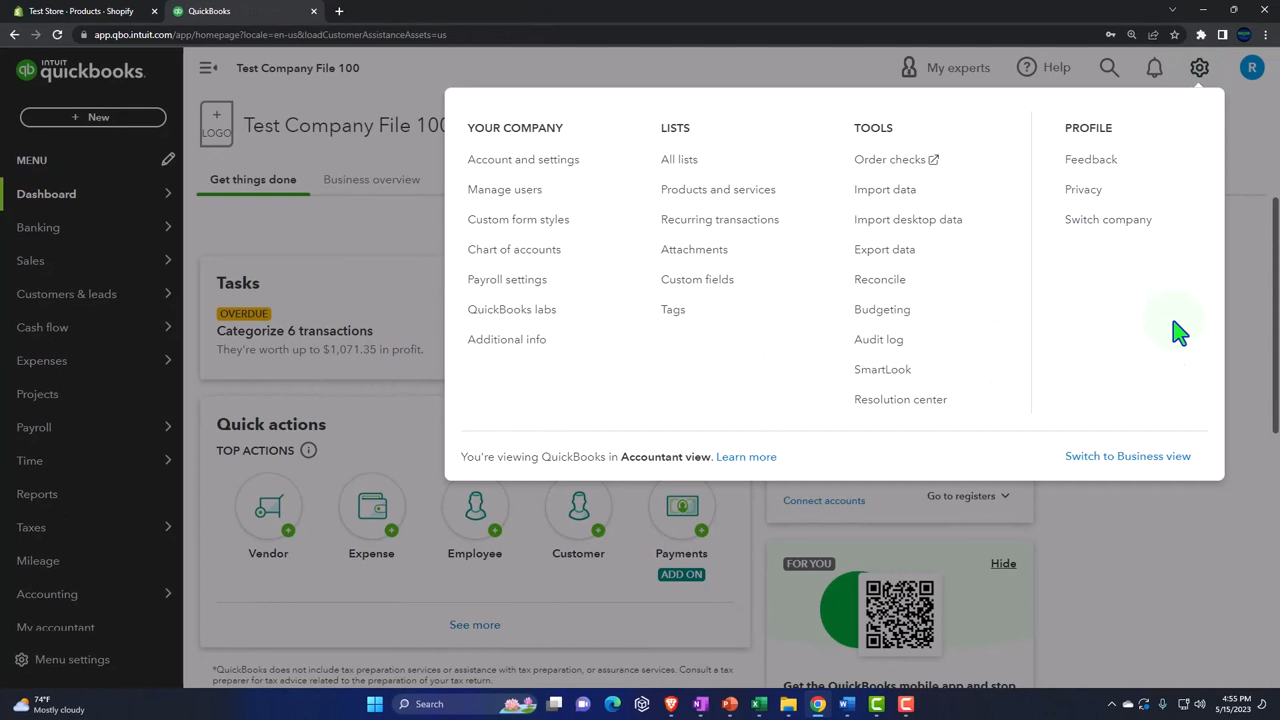 Test Store - Products - Shopify
QuickBooks
app.qbo.intuit.com/app/homepage?locale=en-us&loadCustomerAssistanceAssets=us
INTUIT
quickbooks.
Test Company File 100
My experts
Help
R
+ New
+
LOGO
Test Company File 100
MENU
Get things done
Business overview
Dashboard
Banking
Sales
Customers & leads
Cash flow
Expenses
Projects
Payroll
Time
Reports
Taxes
Mileage
Accounting
My accountant
Menu settings
YOUR COMPANY
Account and settings
Manage users
Custom form styles
Chart of accounts
Payroll settings
QuickBooks labs
Additional info
LISTS
All lists
Products and services
Recurring transactions
Attachments
Custom fields
Tags
TOOLS
Order checks
Import data
Import desktop data
Export data
Reconcile
Budgeting
Audit log
SmartLook
Resolution center
PROFILE
Feedback
Privacy
Switch company
You're viewing QuickBooks in Accountant view. Learn more
Switch to Business view
Tasks
OVERDUE
Categorize 6 transactions
They're worth up to $1,071.35 in profit.
Quick actions
TOP ACTIONS
Vendor
Expense
Employee
Customer
Payments
ADD ON
See more
Connect accounts
Go to registers
FOR YOU
Hide
Get the QuickBooks mobile app and stop
*QuickBooks does not include tax preparation services or assistance with tax preparation, or assurance services. Consult a tax
preparer for tax advice related to the preparation of your tax return.
74°F
Mostly cloudy
Search
4:55 PM
5/15/2023